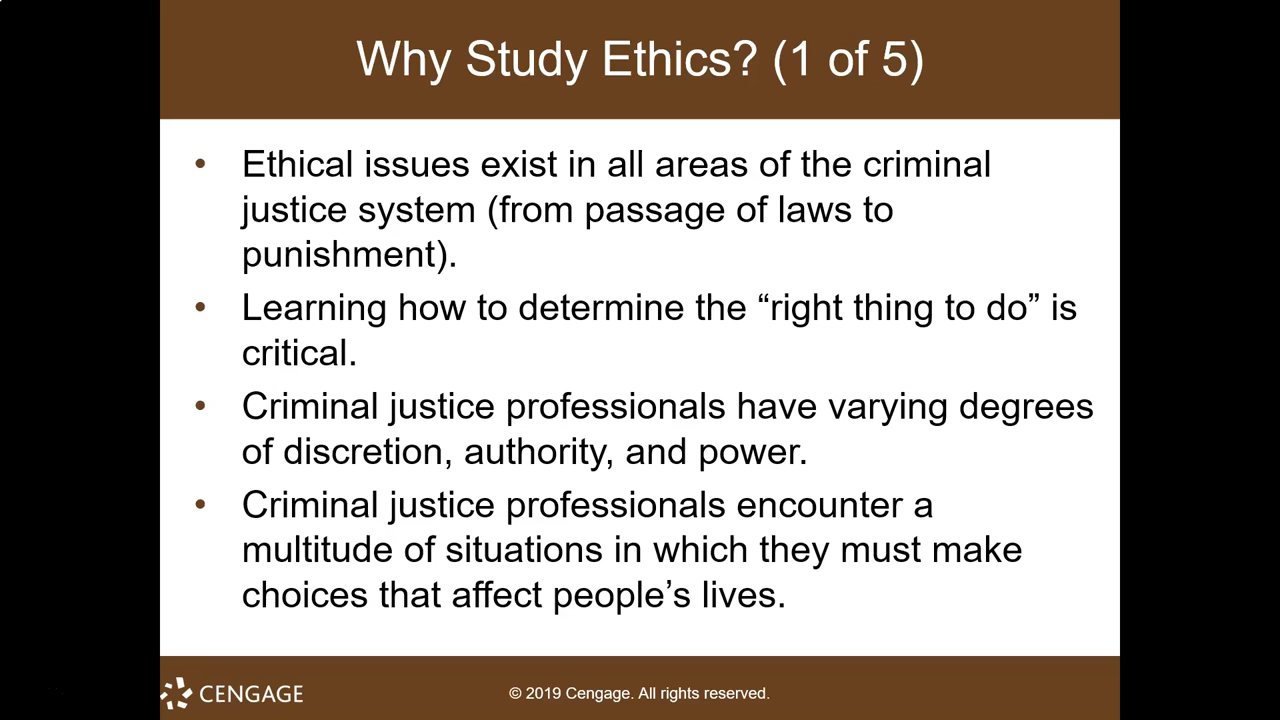 Why Study Ethics? (1 of 5)
• Ethical issues exist in all areas of the criminal
justice system (from passage of laws to
punishment).
• Learning how to determine the “right thing to do” is
critical.
• Criminal justice professionals have varying degrees
of discretion, authority, and power.
• Criminal justice professionals encounter a
multitude of situations in which they must make
choices that affect people’s lives.
CENGAGE
© 2019 Cengage. All rights reserved.